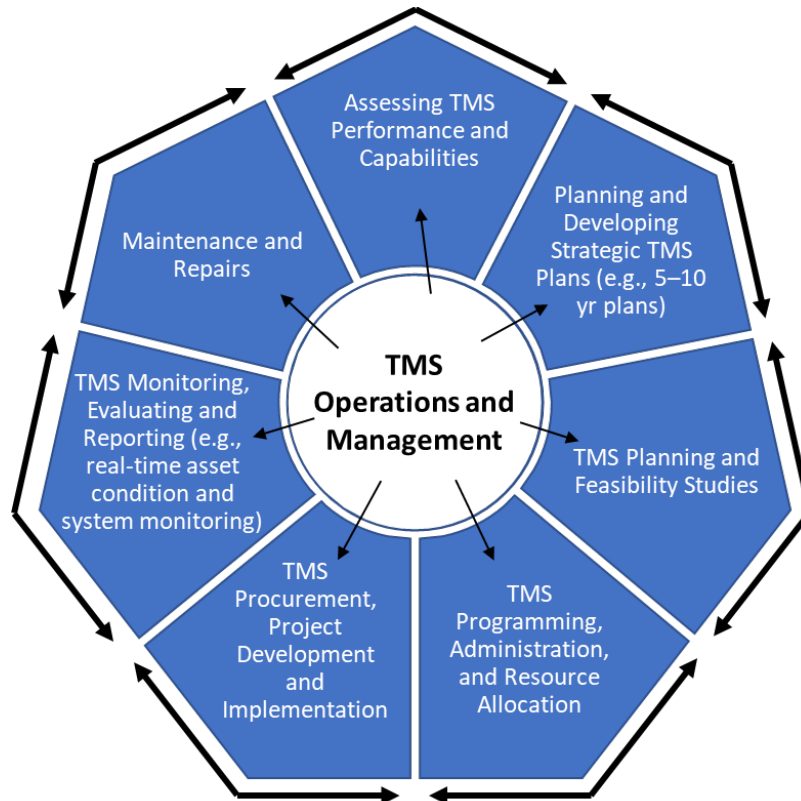 Assessing TMS
Performance and
Capabilities
Planning and
Developing
Strategic TMS
Plans (e.g., 5–10
yr plans)
TMS Planning and
Feasibility Studies
TMS
Programming,
Administration,
and Resource
Allocation
TMS
Procurement,
Project
Development
and
Implementation
TMS Monitoring,
Evaluating and
Reporting (e.g.,
real-time asset
condition and
system monitoring)
Maintenance and
Repairs
TMS
Operations and
Management